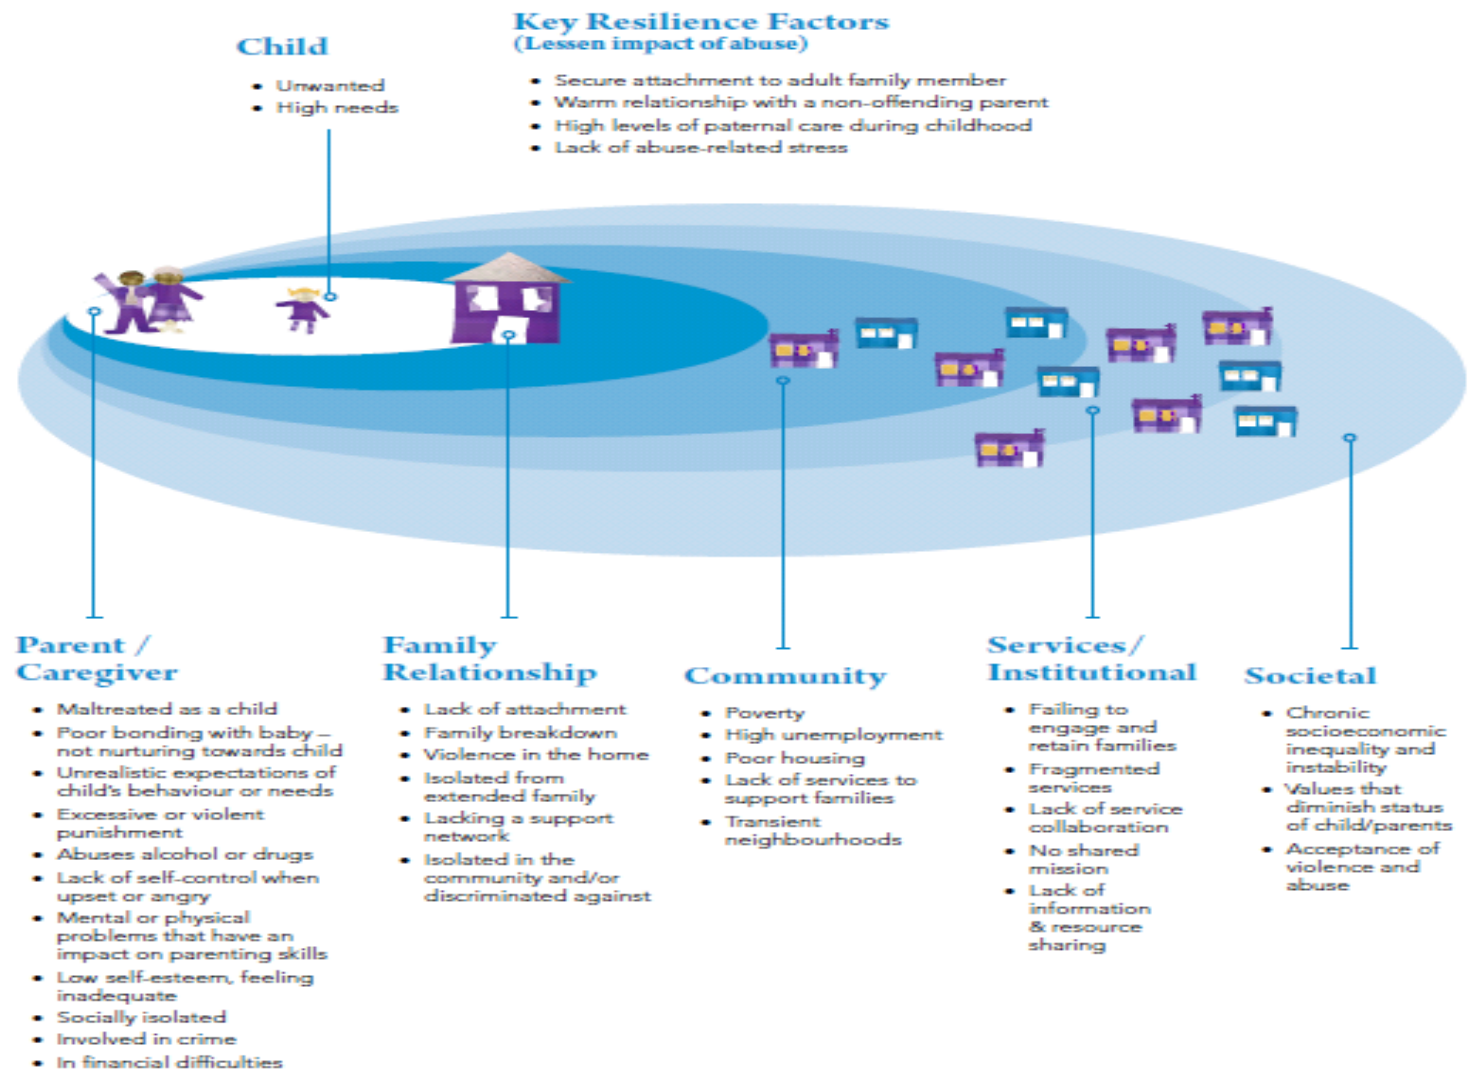 Child
• Unwanted
• High needs
Key Resilience Factors
(Lessen impact of abuse)
• Secure attachment to adult family member
• Warm relationship with a non-offending parent
• High levels of paternal care during childhood
• Lack of abuse-related stress
Parent /
Caregiver
• Maltreated as a child
• Poor bonding with baby –
not nurturing towards child
• Unrealistic expectations of
child's behaviour or needs
• Excessive or violent
punishment
• Abuses alcohol or drugs
• Lack of self-control when
upset or angry
• Mental or physical
problems that have an
impact on parenting skills
• Low self-esteem, feeling
inadequate
• Socially isolated
• Involved in crime
• In financial difficulties
Family
Relationship
• Lack of attachment
• Family breakdown
• Violence in the home
• Isolated from
extended family
• Lacking a support
network
• Isolated in the
community and/or
discriminated against
Community
• Poverty
• High unemployment
• Poor housing
• Lack of services to
support families
• Transient
neighbourhoods
Services/
Institutional
• Failing to
engage and
retain families
• Fragmented
services
• Lack of service
collaboration
• No shared
mission
• Lack of
information
& resource
sharing
Societal
• Chronic
socioeconomic
inequality and
instability
• Values that
diminish status
of child/parents
• Acceptance of
violence and
abuse